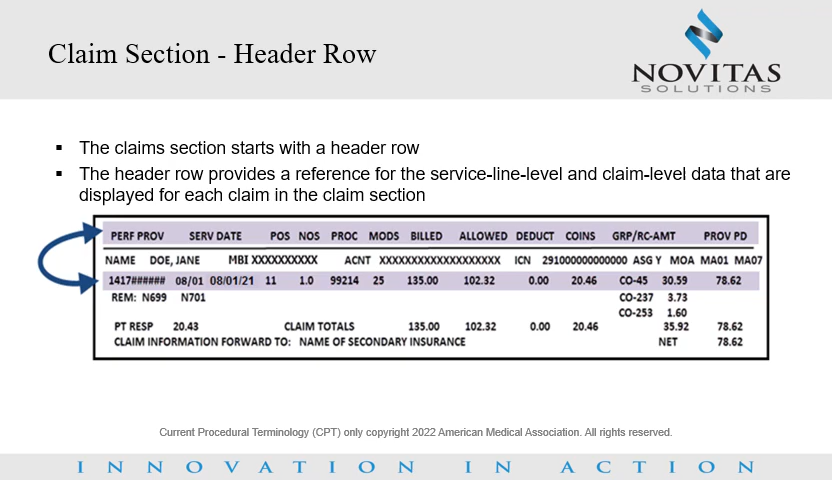 Claim Section - Header Row
NOVITAS
SOLUTIONS
▪ The claims section starts with a header row
▪ The header row provides a reference for the service-line-level and claim-level data that are
displayed for each claim in the claim section
PERF PROV SERV DATE POS NOS PROC MODS BILLED ALLOWED DEDUCT COINS GRP/RC-AMT PROV PD
NAME DOE, JANE MBI XXXXXXXXXX ACNT XXXXXXXXXXXXXXXXXXX ICN 291000000000000 ASG Y MOA MA01 MA07
1417###### 08/01 08/01/21 11 1.0 99214 25 135.00 102.32 0.00 20.46 CO-45 30.59 78.62
REM: N699 N701 CO-237 3.73
CO-253 1.60
PT RESP 20.43 CLAIM TOTALS 135.00 102.32 0.00 20.46 35.92 78.62
CLAIM INFORMATION FORWARD TO: NAME OF SECONDARY INSURANCE NET 78.62
Current Procedural Terminology (CPT) only copyright 2022 American Medical Association. All rights reserved.
INNOVATION IN ACTION